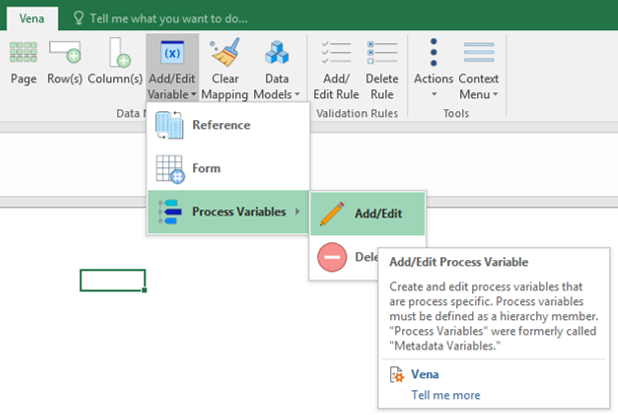 Vena
Tell me what you want to do...
Page Row(s) Column(s) Add/Edit Variable Clear Mapping Data Models Add/ Edit Rule Delete Rule Actions Context Menu
Data M Validation Rules Tools
Reference
Form
Process Variables
Add/Edit
Dele
Add/Edit Process Variable
Create and edit process variables that
are process specific. Process variables
must be defined as a hierarchy member.
"Process Variables" were formerly called
"Metadata Variables."
Vena
Tell me more